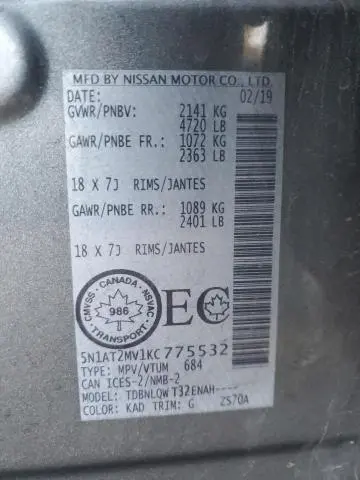 MFD BY NISSAN MOTOR CO., LTD.
DATE: 02/19
GVWR/PNBV: 2141 KG
4720 LB
GAWR/PNBE FR.: 1072 KG
2363 LB
18 X 7J RIMS/JANTES
GAWR/PNBE RR.: 1089 KG
2401 LB
18 X 7J RIMS/JANTES
CMVSS - CANADA - NSVAC
986
TRANSPORT
EC
5N1AT2MV1KC775532
TYPE: MPV/VTUM 684
CAN ICES-2/NMB-2
MODEL: TDBNLQW T32ENAH----
COLOR: KAD TRIM: G ZS70A